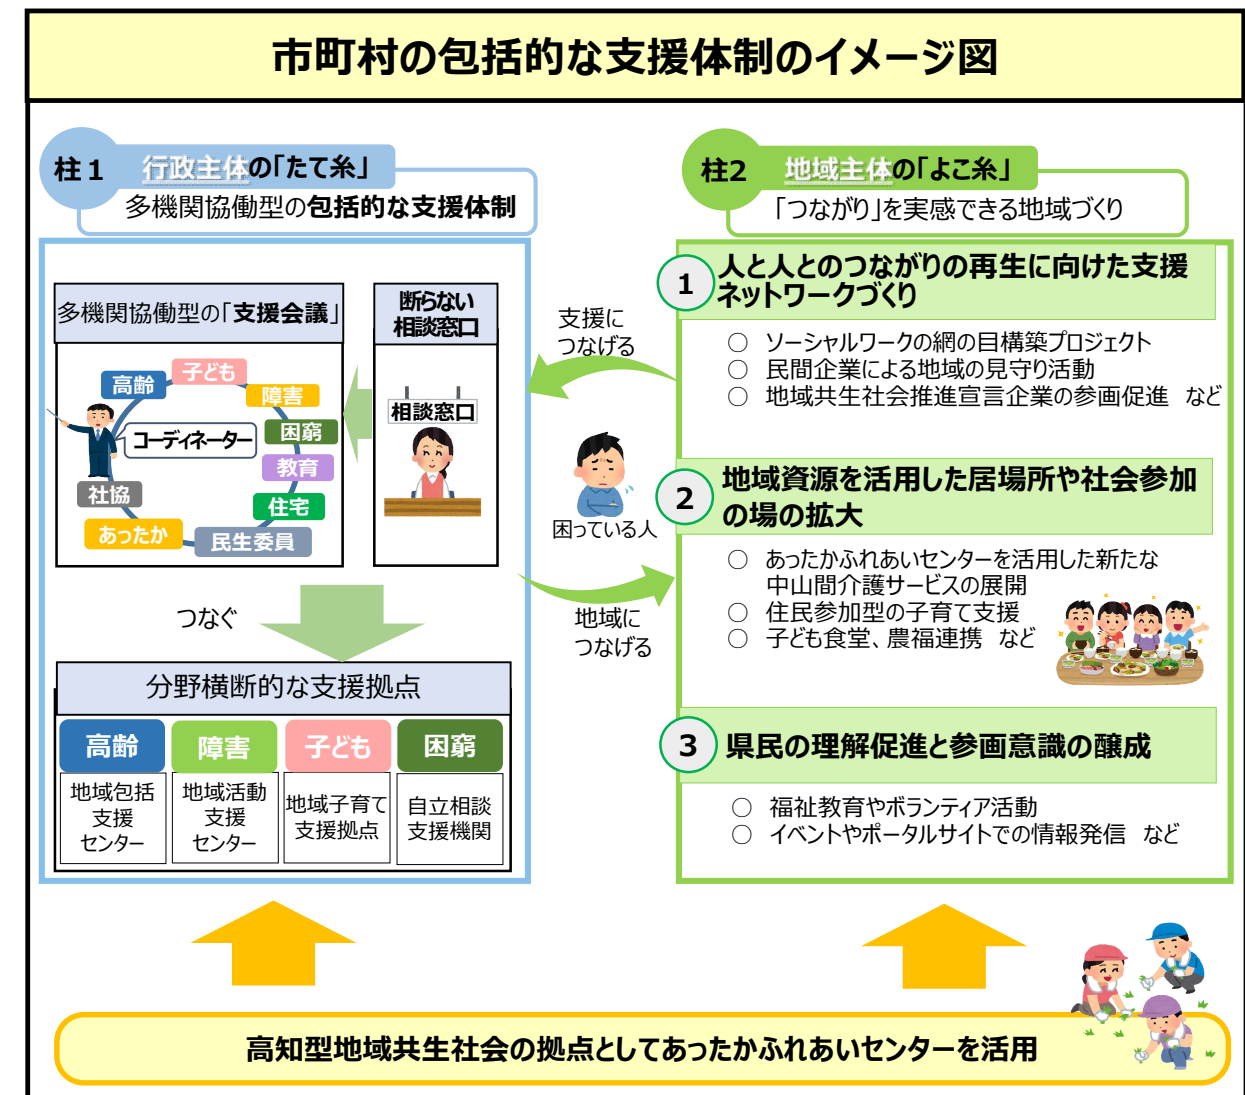 市町村の包括的な支援体制のイメージ図
柱1
行政主体の「たて糸」
多機関協働型の包括的な支援体制
多機関協働型の「支援会議」
高齢
子ども
障害
困窮
教育
住宅
民生委員
あったか
社協
コーディネーター
断らない
相談窓口
相談窓口
つなぐ
分野横断的な支援拠点
高齢
地域包括
支援
センター
障害
地域活動
支援
センター
子ども
地域子育て
支援拠点
困窮
自立相談
支援機関
支援に
つなげる
困っている人
地域に
つなげる
柱2
地域主体の「よこ糸」
「つながり」を実感できる地域づくり
1
人と人とのつながりの再生に向けた支援
ネットワークづくり
○ ソーシャルワークの網の目構築プロジェクト
○ 民間企業による地域の見守り活動
○ 地域共生社会推進宣言企業の参画促進 など
2
地域資源を活用した居場所や社会参加
の場の拡大
○ あったかふれあいセンターを活用した新たな
中山間介護サービスの展開
○ 住民参加型の子育て支援
○ 子ども食堂、農福連携 など
3
県民の理解促進と参画意識の醸成
○ 福祉教育やボランティア活動
○ イベントやポータルサイトでの情報発信 など
高知型地域共生社会の拠点としてあったかふれあいセンターを活用